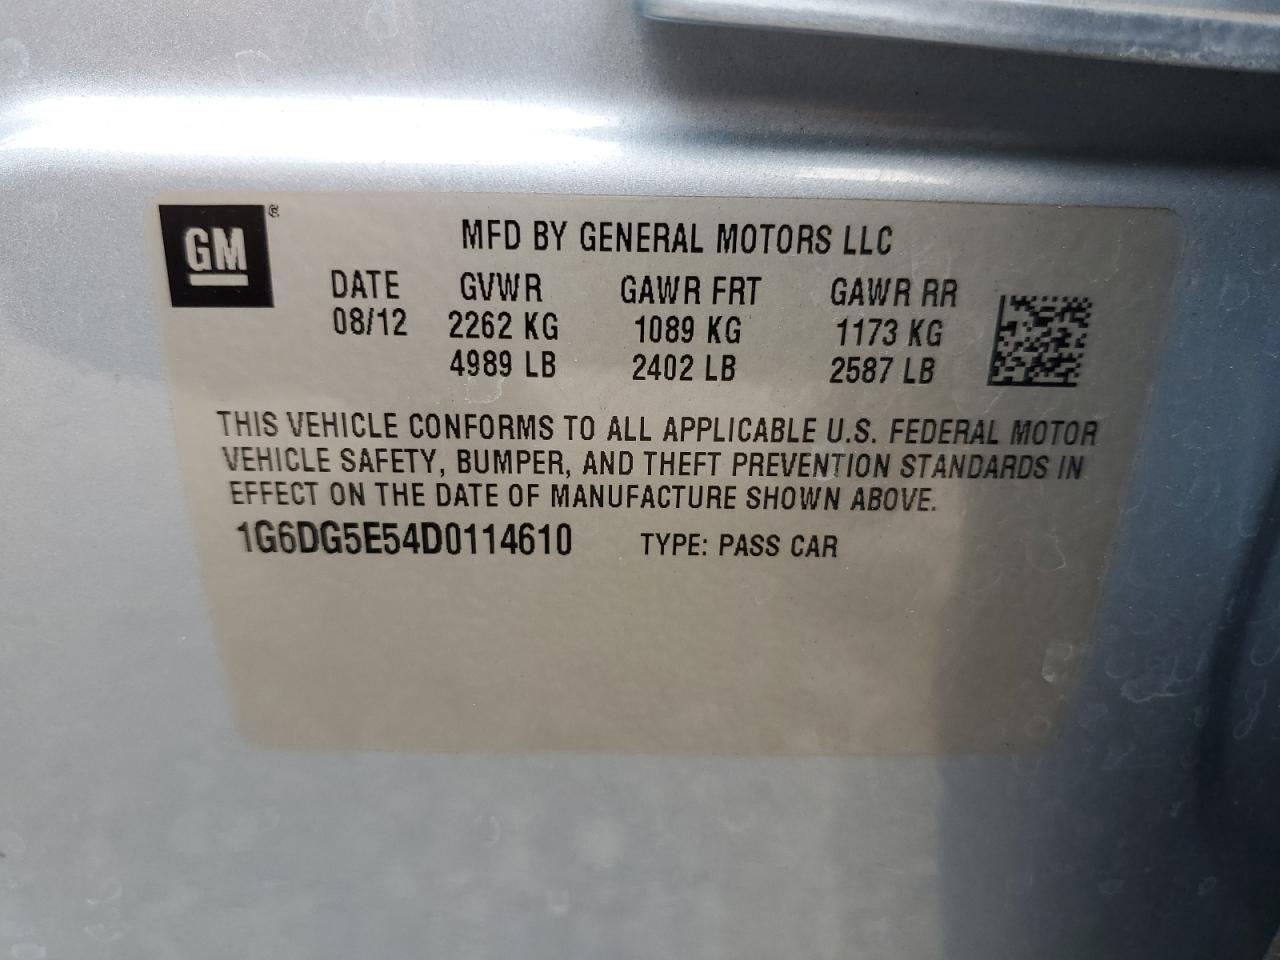 GM ®
MFD BY GENERAL MOTORS LLC
DATE GVWR GAWR FRT GAWR RR
08/12 2262 KG 1089 KG 1173 KG
4989 LB 2402 LB 2587 LB
THIS VEHICLE CONFORMS TO ALL APPLICABLE U.S. FEDERAL MOTOR
VEHICLE SAFETY, BUMPER, AND THEFT PREVENTION STANDARDS IN
EFFECT ON THE DATE OF MANUFACTURE SHOWN ABOVE.
1G6DG5E54D0114610 TYPE: PASS CAR